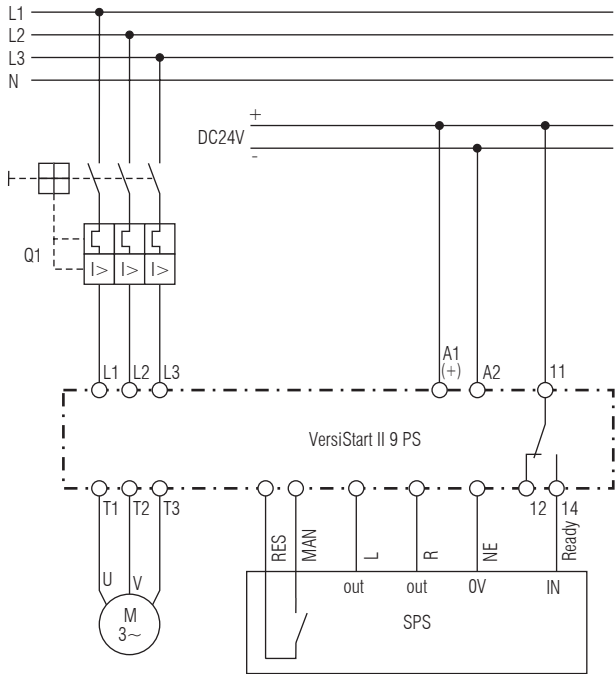 L1
L2
L3
N
+
DC24V
-
Q1
I> I> I>
L1 L2 L3 A1 (+) A2 11
VersiStart II 9 PS
T1 T2 T3 12 14
RES MAN L R NE Ready
U V
out out 0V IN
M
3~
SPS